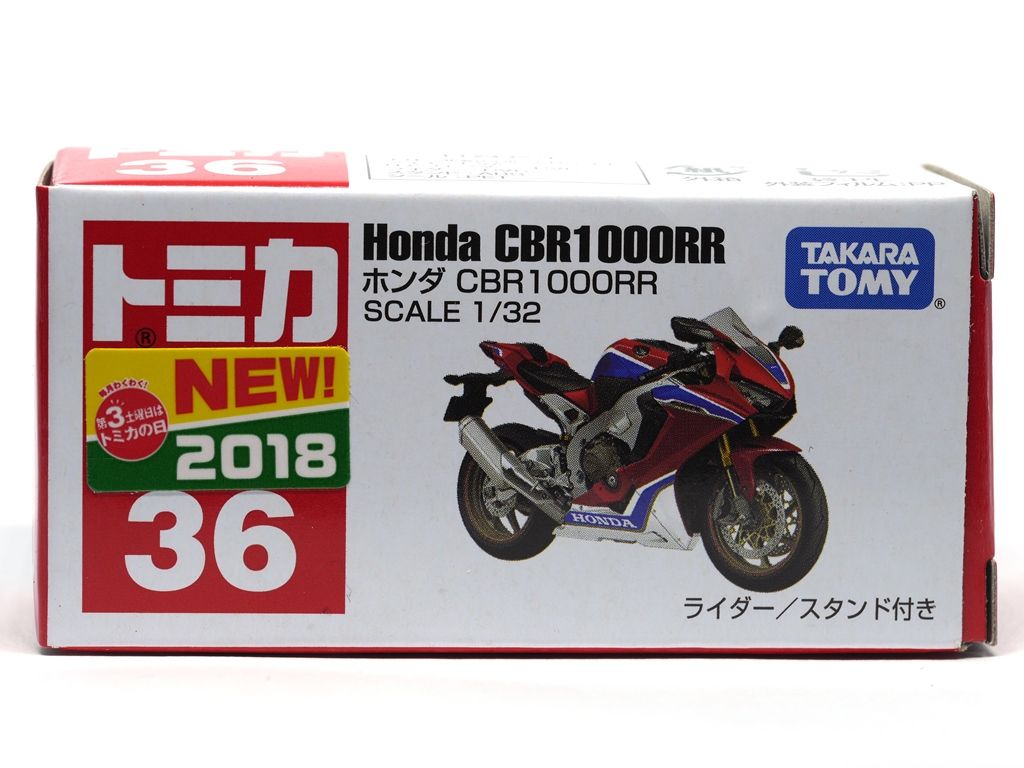 36
トミカ
®
NEW!
毎月わくわく!
第3土曜日は
トミカの日
2018
36
Honda CBR1000RR
ホンダ CBR1000RR
SCALE 1/32
TAKARA
TOMY
®
HONDA
ライダー/スタンド付き